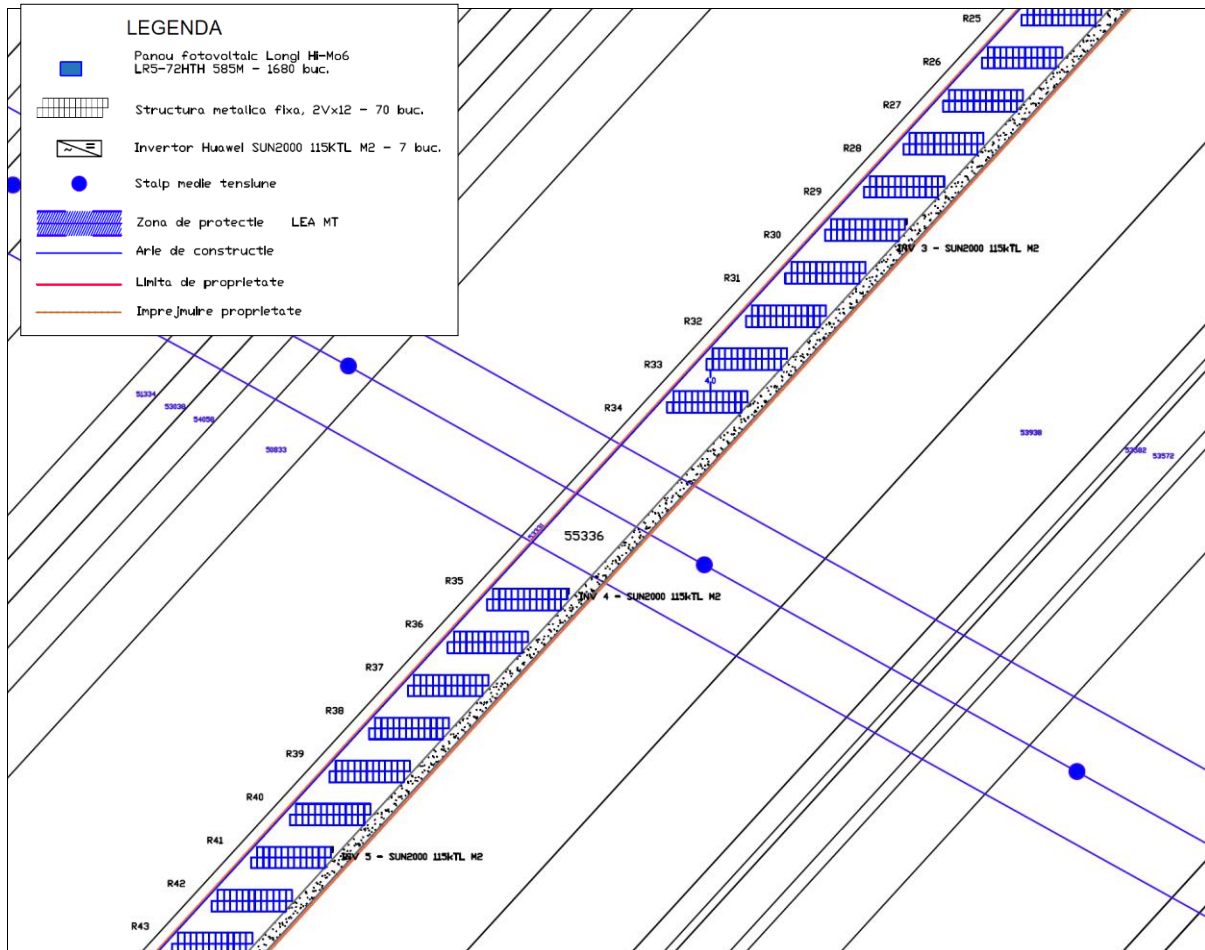 LEGENDA
Panou fotovoltaic Longi Hi-Mo6
LR5-72HTH 585M - 1680 buc.
Structura metalica fixa, 2Vx12 - 70 buc.
Invertor Huawei SUN2000 115KTL M2 - 7 buc.
Stalp medie tensiune
Zona de protectie LEA MT
Arie de constructie
Limita de proprietate
Imprejmuire proprietate
R25
R26
R27
R28
R29
R30
INV 3 - SUN2000 115kTL M2
R31
R32
R33
4,0
R34
51334
53038
54058
50833
53938
53582
53572
53331
55336
R35
INV 4 - SUN2000 115kTL M2
R36
R37
R38
R39
R40
R41
INV 5 - SUN2000 115kTL M2
R42
R43